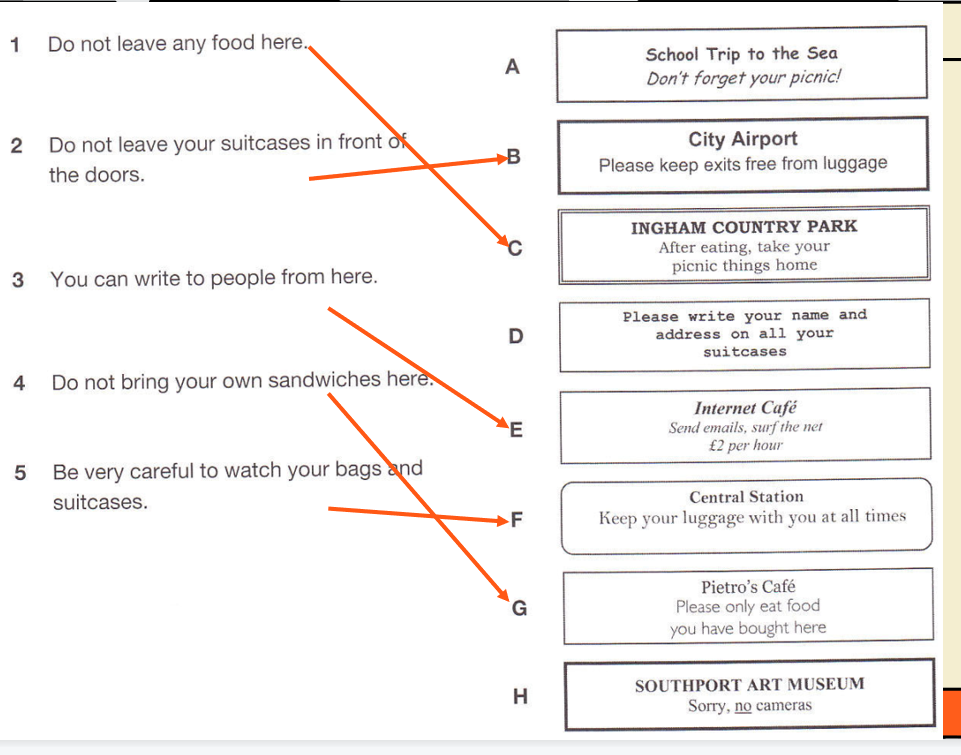 1 Do not leave any food here.
2 Do not leave your suitcases in front of
the doors.
3 You can write to people from here.
4 Do not bring your own sandwiches here.
5 Be very careful to watch your bags and
suitcases.
A
School Trip to the Sea
Don't forget your picnic!
B
City Airport
Please keep exits free from luggage
C
INGHAM COUNTRY PARK
After eating, take your
picnic things home
D
Please write your name and
address on all your
suitcases
E
Internet Café
Send emails, surf the net
£2 per hour
F
Central Station
Keep your luggage with you at all times
G
Pietro's Café
Please only eat food
you have bought here
H
SOUTHPORT ART MUSEUM
Sorry, no cameras